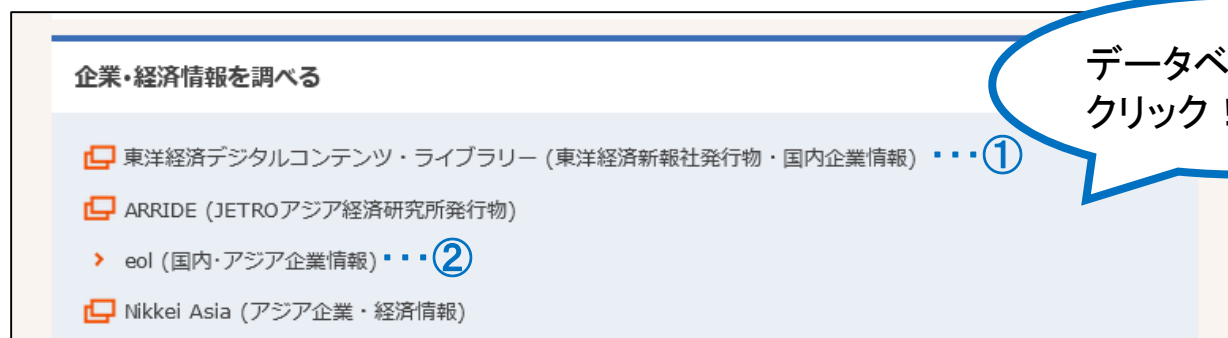 企業・経済情報を調べる
データベ
クリック！
東洋経済デジタルコンテンツ・ライブラリー (東洋経済新報社発行物・国内企業情報) ・・・①
ARRIDE (JETROアジア経済研究所発行物)
eol (国内・アジア企業情報)・・・②
Nikkei Asia (アジア企業・経済情報)